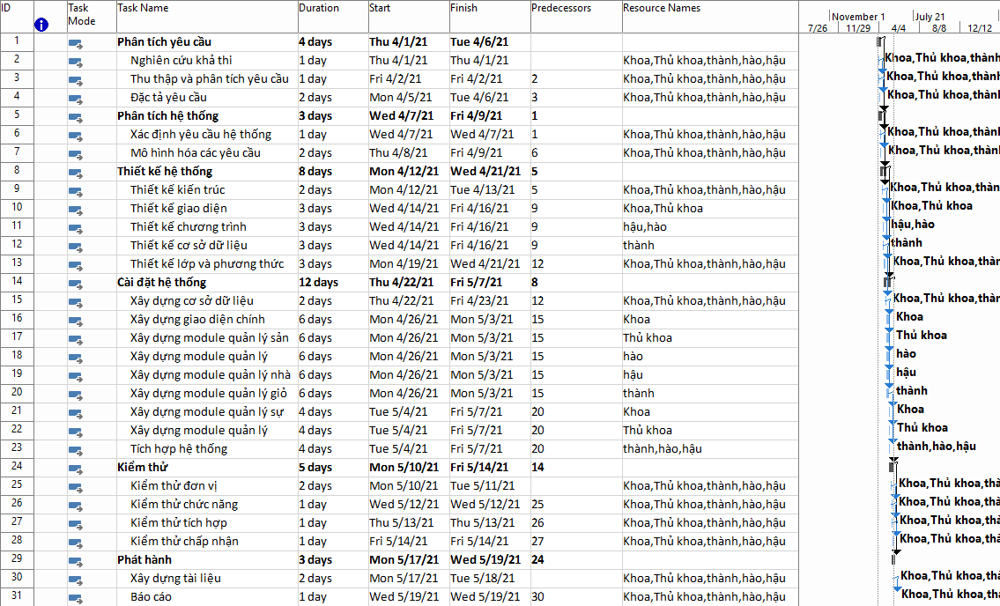 ID Task Mode Task Name Duration Start Finish Predecessors Resource Names November 1 July 21
7/26 11/29 4/4 8/8 12/12
1 Phân tích yêu cầu 4 days Thu 4/1/21 Tue 4/6/21
2 Nghiên cứu khả thi 1 day Thu 4/1/21 Thu 4/1/21 Khoa,Thủ khoa,thành,hào,hậu Khoa,Thủ khoa,thành
3 Thu thập và phân tích yêu cầu 1 day Fri 4/2/21 Fri 4/2/21 2 Khoa,Thủ khoa,thành,hào,hậu Khoa,Thủ khoa,thành
4 Đặc tả yêu cầu 2 days Mon 4/5/21 Tue 4/6/21 3 Khoa,Thủ khoa,thành,hào,hậu Khoa,Thủ khoa,thành
5 Phân tích hệ thống 3 days Wed 4/7/21 Fri 4/9/21 1
6 Xác định yêu cầu hệ thống 1 day Wed 4/7/21 Wed 4/7/21 1 Khoa,Thủ khoa,thành,hào,hậu Khoa,Thủ khoa,thành
7 Mô hình hóa các yêu cầu 2 days Thu 4/8/21 Fri 4/9/21 6 Khoa,Thủ khoa,thành,hào,hậu Khoa,Thủ khoa,thành
8 Thiết kế hệ thống 8 days Mon 4/12/21 Wed 4/21/21 5
9 Thiết kế kiến trúc 2 days Mon 4/12/21 Tue 4/13/21 5 Khoa,Thủ khoa,thành,hào,hậu Khoa,Thủ khoa,thàn
10 Thiết kế giao diện 3 days Wed 4/14/21 Fri 4/16/21 9 Khoa,Thủ khoa Khoa,Thủ khoa
11 Thiết kế chương trình 3 days Wed 4/14/21 Fri 4/16/21 9 hậu,hào hậu,hào
12 Thiết kế cơ sở dữ liệu 3 days Wed 4/14/21 Fri 4/16/21 9 thành thành
13 Thiết kế lớp và phương thức 3 days Mon 4/19/21 Wed 4/21/21 12 Khoa,Thủ khoa,thành,hào,hậu Khoa,Thủ khoa,thàn
14 Cài đặt hệ thống 12 days Thu 4/22/21 Fri 5/7/21 8
15 Xây dựng cơ sở dữ liệu 2 days Thu 4/22/21 Fri 4/23/21 12 Khoa,Thủ khoa,thành,hào,hậu Khoa,Thủ khoa,thàn
16 Xây dựng giao diện chính 6 days Mon 4/26/21 Mon 5/3/21 15 Khoa Khoa
17 Xây dựng module quản lý sản 6 days Mon 4/26/21 Mon 5/3/21 15 Thủ khoa Thủ khoa
18 Xây dựng module quản lý 6 days Mon 4/26/21 Mon 5/3/21 15 hào hào
19 Xây dựng module quản lý nhà 6 days Mon 4/26/21 Mon 5/3/21 15 hậu hậu
20 Xây dựng module quản lý giỏ 6 days Mon 4/26/21 Mon 5/3/21 15 thành thành
21 Xây dựng module quản lý sự 4 days Tue 5/4/21 Fri 5/7/21 20 Khoa Khoa
22 Xây dựng module quản lý 4 days Tue 5/4/21 Fri 5/7/21 20 Thủ khoa Thủ khoa
23 Tích hợp hệ thống 4 days Tue 5/4/21 Fri 5/7/21 20 thành,hào,hậu thành,hào,hậu
24 Kiểm thử 5 days Mon 5/10/21 Fri 5/14/21 14
25 Kiểm thử đơn vị 2 days Mon 5/10/21 Tue 5/11/21 Khoa,Thủ khoa,thành,hào,hậu Khoa,Thủ khoa,thà
26 Kiểm thử chức năng 1 day Wed 5/12/21 Wed 5/12/21 25 Khoa,Thủ khoa,thành,hào,hậu Khoa,Thủ khoa,thà
27 Kiểm thử tích hợp 1 day Thu 5/13/21 Thu 5/13/21 26 Khoa,Thủ khoa,thành,hào,hậu Khoa,Thủ khoa,thà
28 Kiểm thử chấp nhận 1 day Fri 5/14/21 Fri 5/14/21 27 Khoa,Thủ khoa,thành,hào,hậu Khoa,Thủ khoa,thà
29 Phát hành 3 days Mon 5/17/21 Wed 5/19/21 24
30 Xây dựng tài liệu 2 days Mon 5/17/21 Tue 5/18/21 Khoa,Thủ khoa,thành,hào,hậu Khoa,Thủ khoa,thà
31 Báo cáo 1 day Wed 5/19/21 Wed 5/19/21 30 Khoa,Thủ khoa,thành,hào,hậu Khoa,Thủ khoa,thà